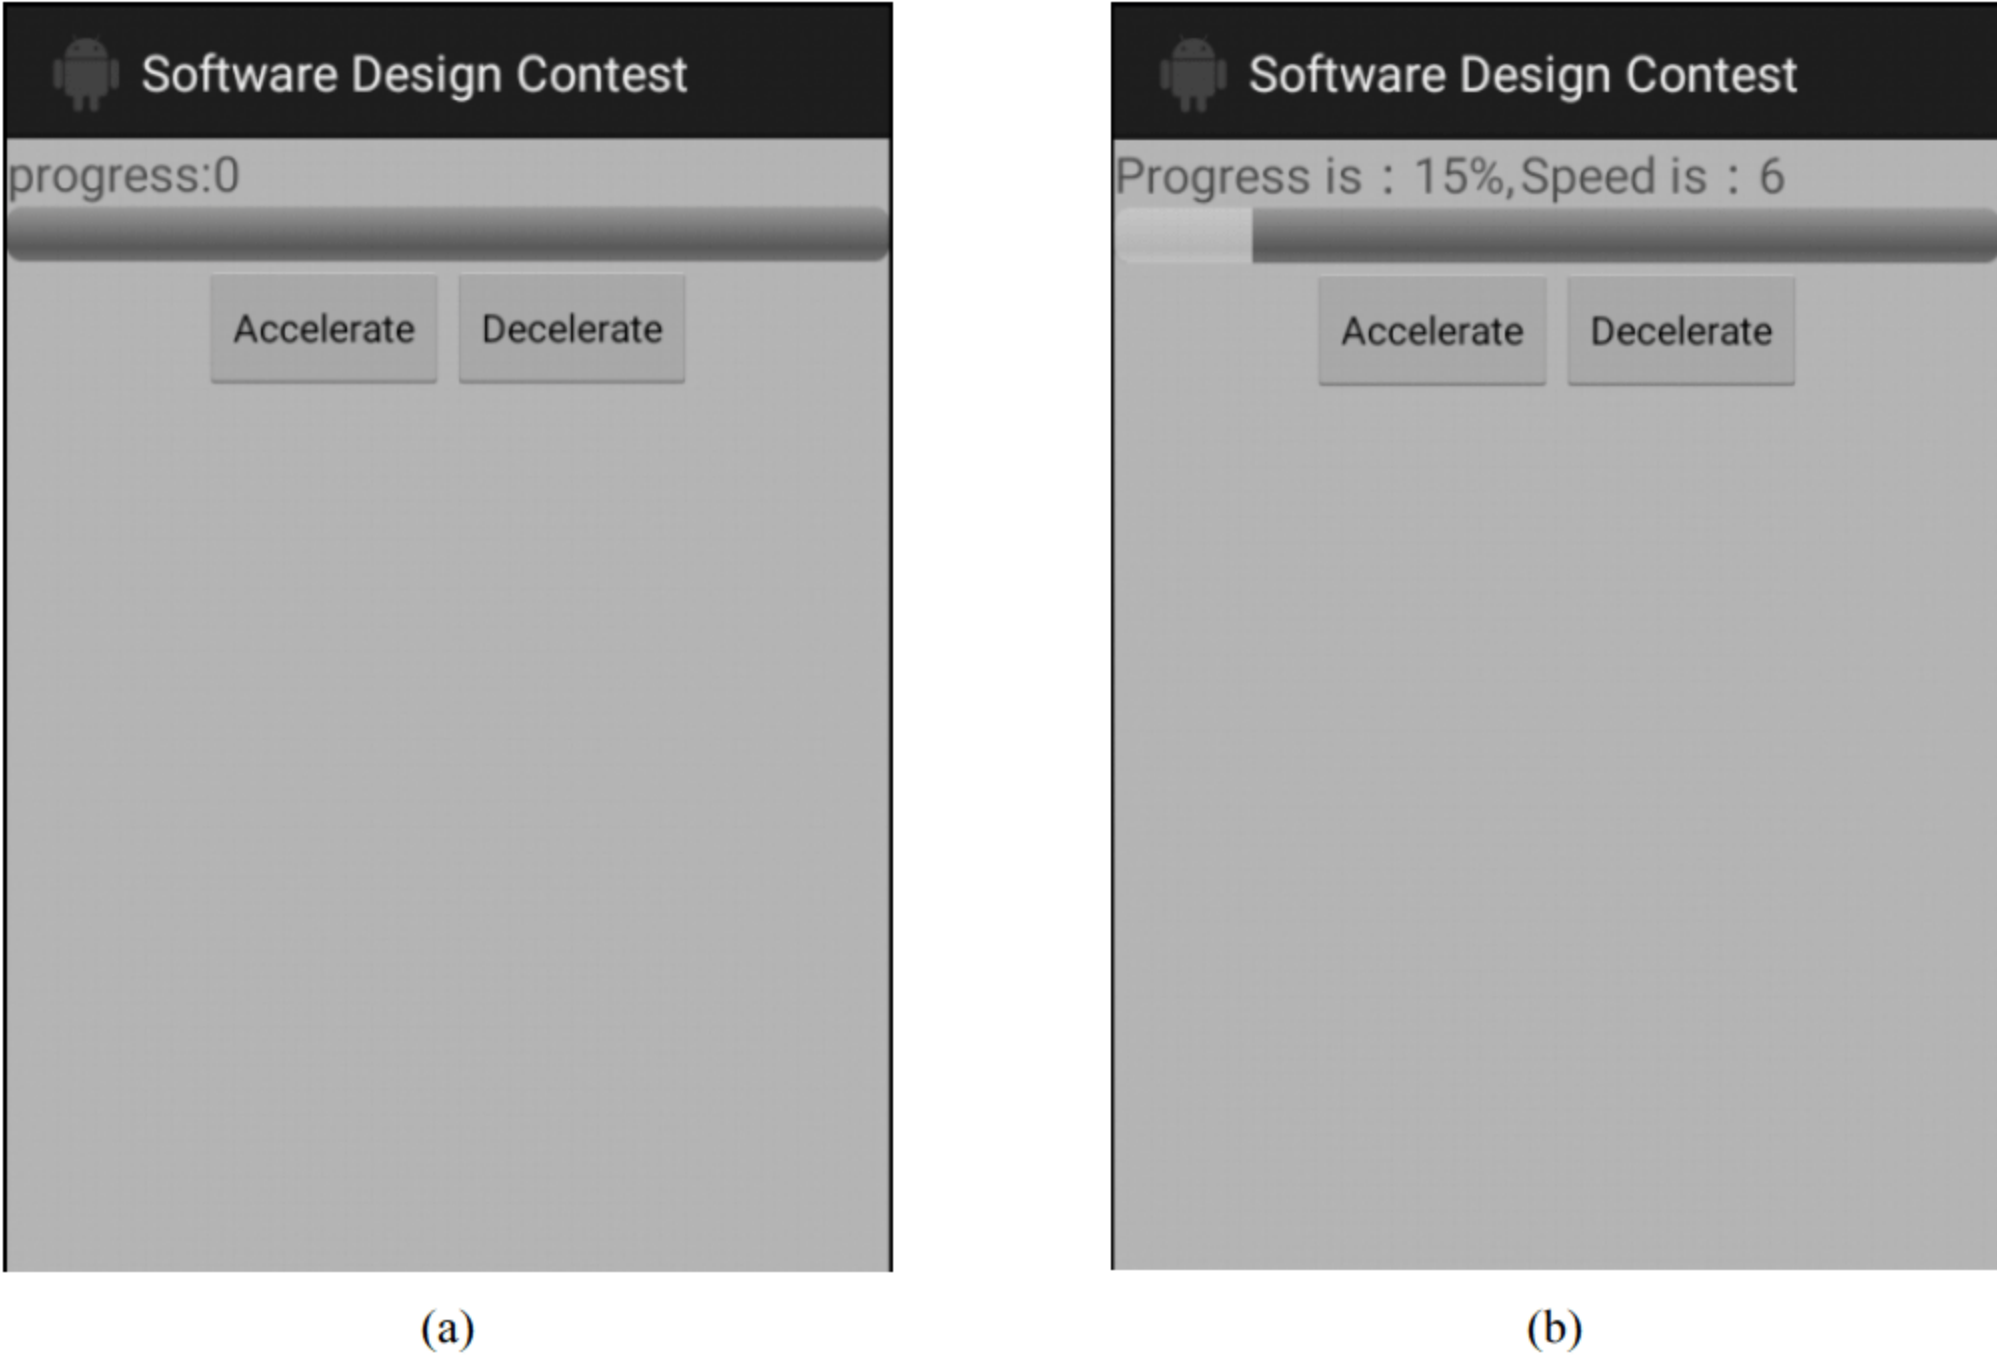 Software Design Contest
progress:0
Accelerate Decelerate
(a)
Software Design Contest
Progress is：15%,Speed is：6
Accelerate Decelerate
(b)